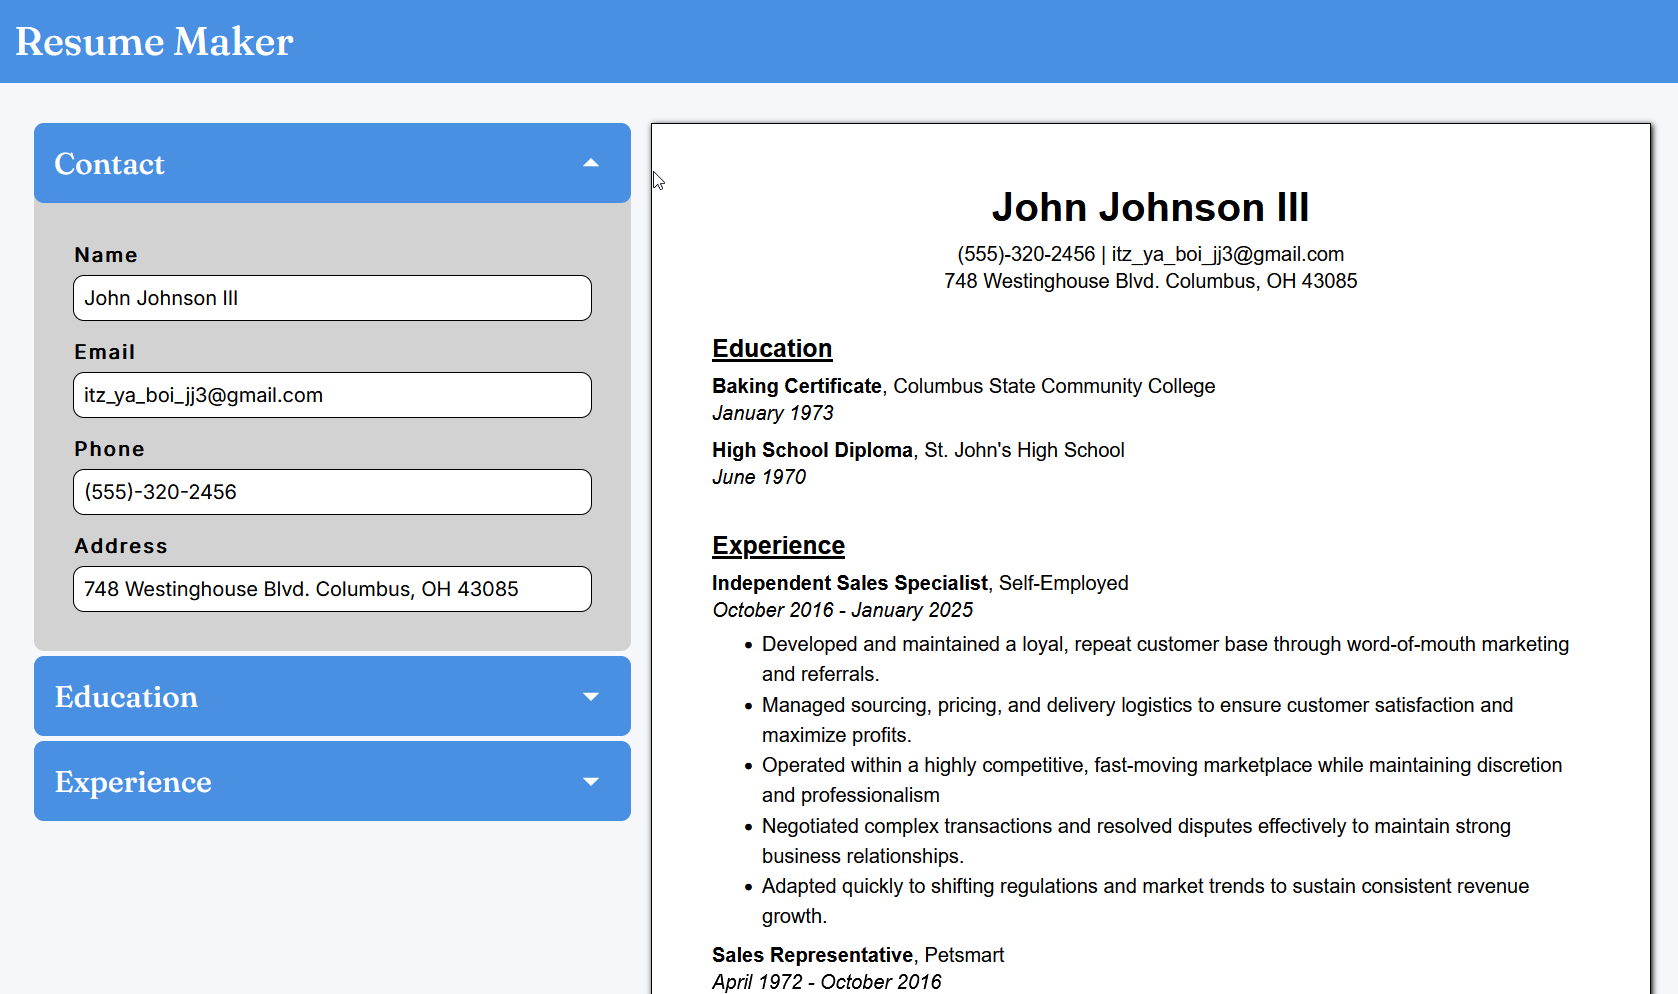 Resume Maker
Contact
Name
John Johnson III
Email
itz_ya_boi_jj3@gmail.com
Phone
(555)-320-2456
Address
748 Westinghouse Blvd. Columbus, OH 43085
Education
Experience
John Johnson III
(555)-320-2456 | itz_ya_boi_jj3@gmail.com
748 Westinghouse Blvd. Columbus, OH 43085
Education
Baking Certificate, Columbus State Community College
January 1973
High School Diploma, St. John's High School
June 1970
Experience
Independent Sales Specialist, Self-Employed
October 2016 - January 2025
• Developed and maintained a loyal, repeat customer base through word-of-mouth marketing
and referrals.
• Managed sourcing, pricing, and delivery logistics to ensure customer satisfaction and
maximize profits.
• Operated within a highly competitive, fast-moving marketplace while maintaining discretion
and professionalism
• Negotiated complex transactions and resolved disputes effectively to maintain strong
business relationships.
• Adapted quickly to shifting regulations and market trends to sustain consistent revenue
growth.
Sales Representative, Petsmart
April 1972 - October 2016